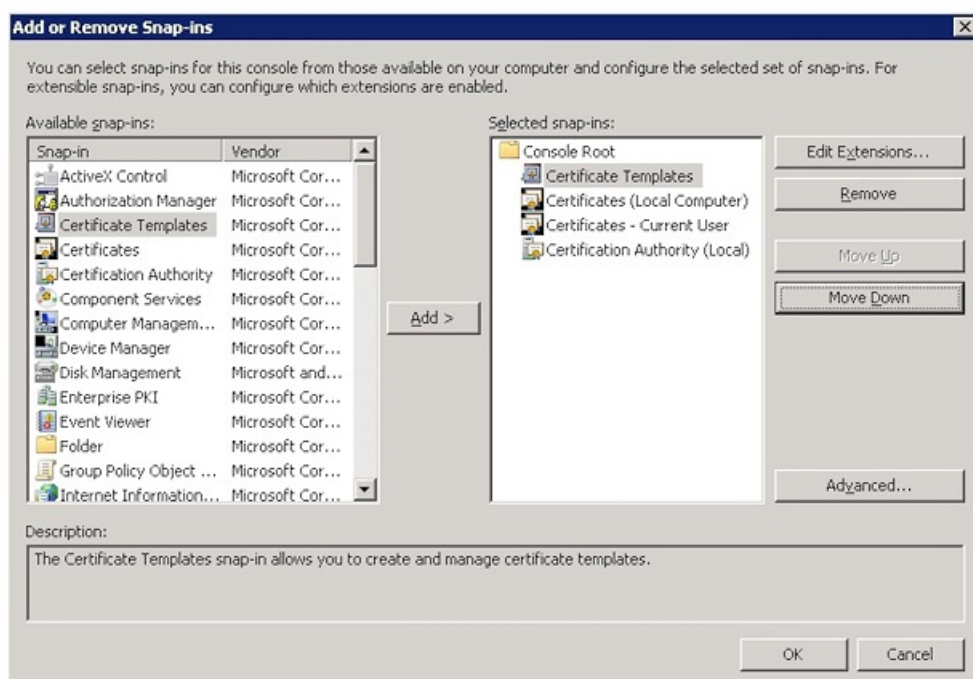 Add or Remove Snap-ins
You can select snap-ins for this console from those available on your computer and configure the selected set of snap-ins. For
extensible snap-ins, you can configure which extensions are enabled.
Available snap-ins:
Snap-in Vendor
ActiveX Control Microsoft Cor...
Authorization Manager Microsoft Cor...
Certificate Templates Microsoft Cor...
Certificates Microsoft Cor...
Certification Authority Microsoft Cor...
Component Services Microsoft Cor...
Computer Managem... Microsoft Cor...
Device Manager Microsoft Cor...
Disk Management Microsoft and...
Enterprise PKI Microsoft Cor...
Event Viewer Microsoft Cor...
Folder Microsoft Cor...
Group Policy Object ... Microsoft Cor...
Internet Information... Microsoft Cor...
Add >
Selected snap-ins:
Console Root
Certificate Templates
Certificates (Local Computer)
Certificates - Current User
Certification Authority (Local)
Edit Extensions...
Remove
Move Up
Move Down
Advanced...
Description:
The Certificate Templates snap-in allows you to create and manage certificate templates.
OK
Cancel